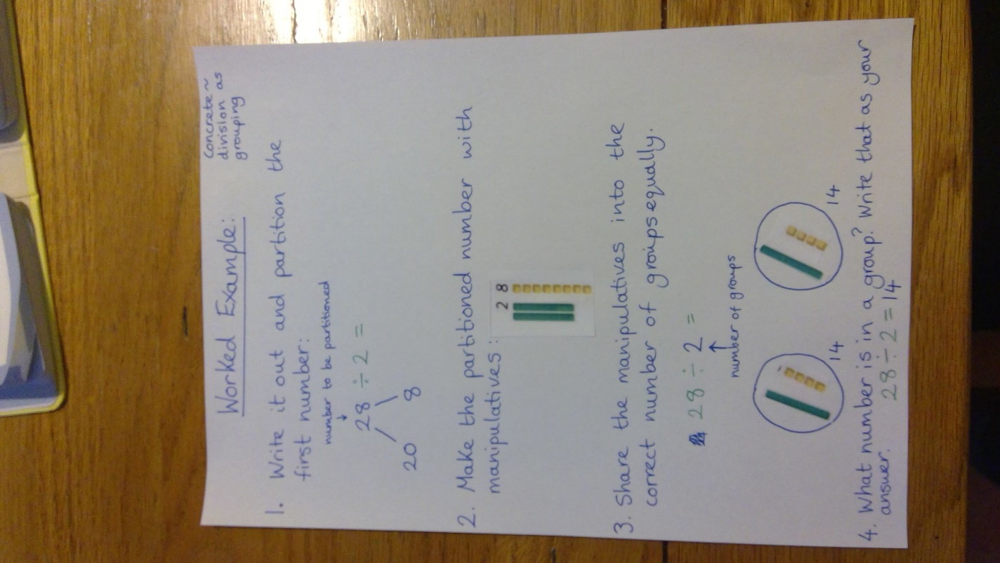 Concrete ~
division as
grouping
Worked Example:
1. Write it out and partition the
first number:
number to be partitioned
↓
28 ÷ 2 =
20 8
2. Make the partitioned number with
manipulatives:
2 8
3. Share the manipulatives into the
correct number of groups equally.
28 ÷ 2 =
↑
number of groups
14 14
4. What number is in a group? Write that as your
answer.
28 ÷ 2 = 14